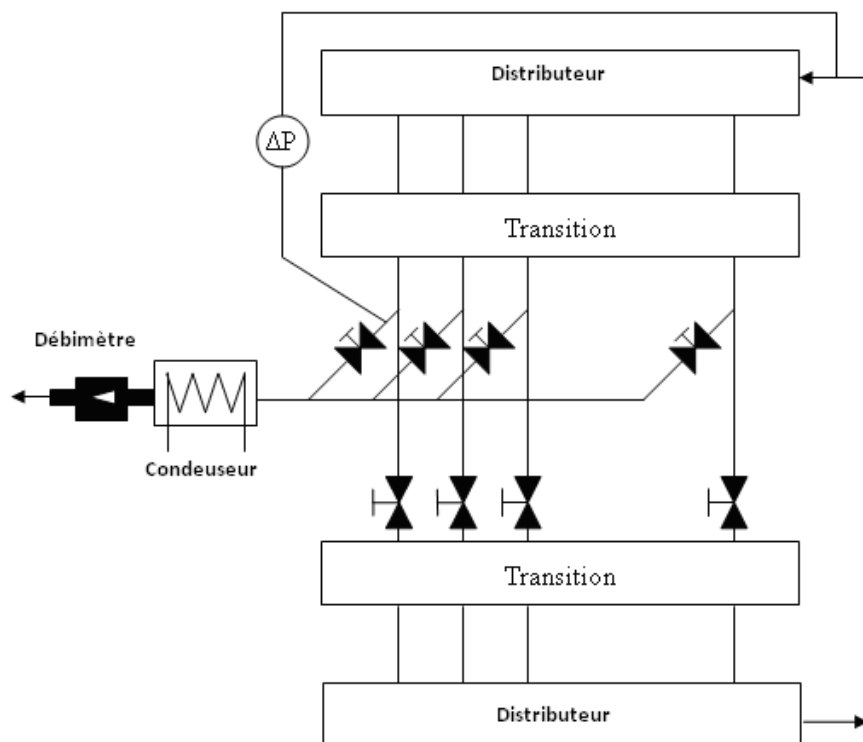 Distributeur
ΔP
Transition
Débimètre
Condeuseur
Transition
Distributeur